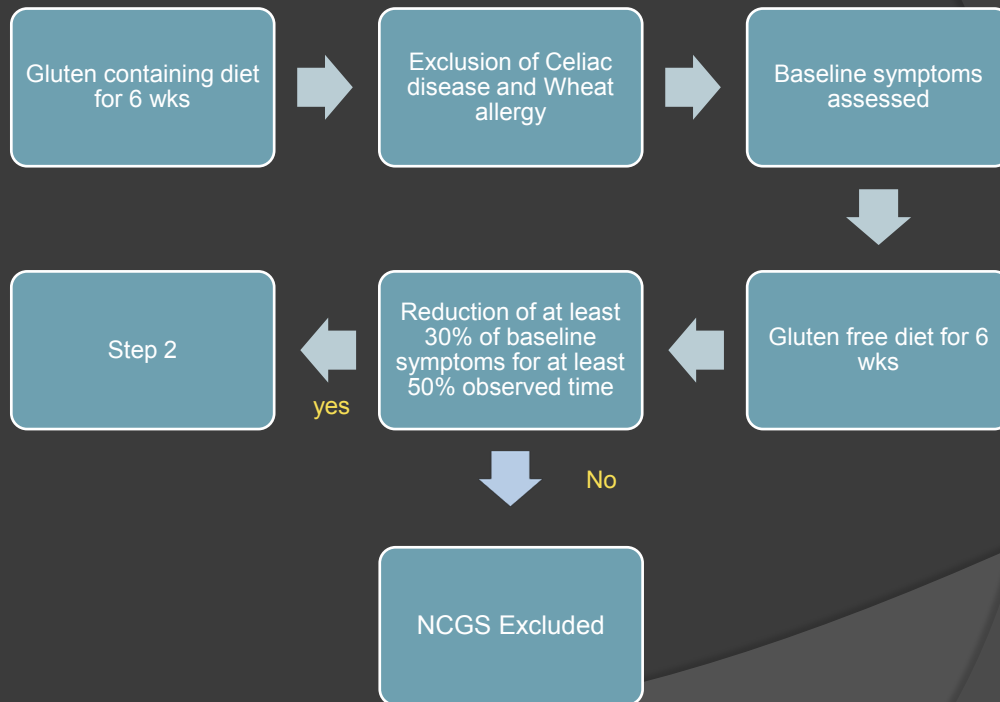 Gluten containing diet
for 6 wks
Exclusion of Celiac
disease and Wheat
allergy
Baseline symptoms
assessed
Gluten free diet for 6
wks
Reduction of at least
30% of baseline
symptoms for at least
50% observed time
yes
Step 2
No
NCGS Excluded